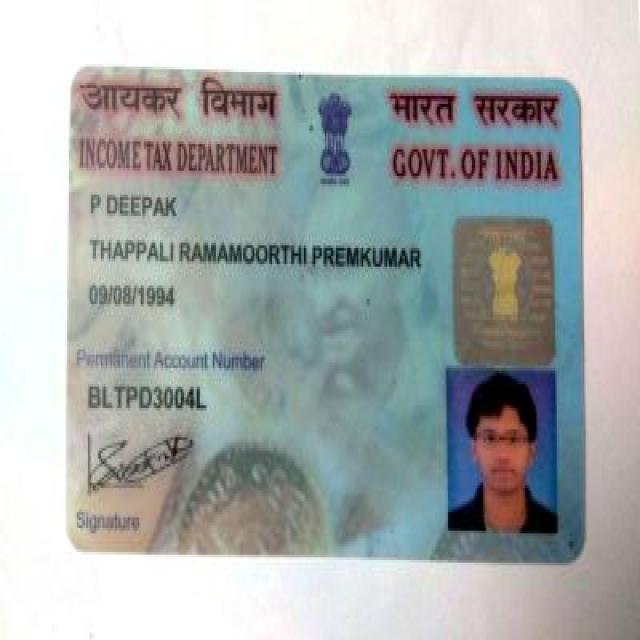 आयकर विभाग भारत सरकार
INCOME TAX DEPARTMENT GOVT. OF INDIA
P DEEPAK
THAPPALI RAMAMOORTHI PREMKUMAR
09/08/1994
Permanent Account Number
BLTPD3004L
Signature